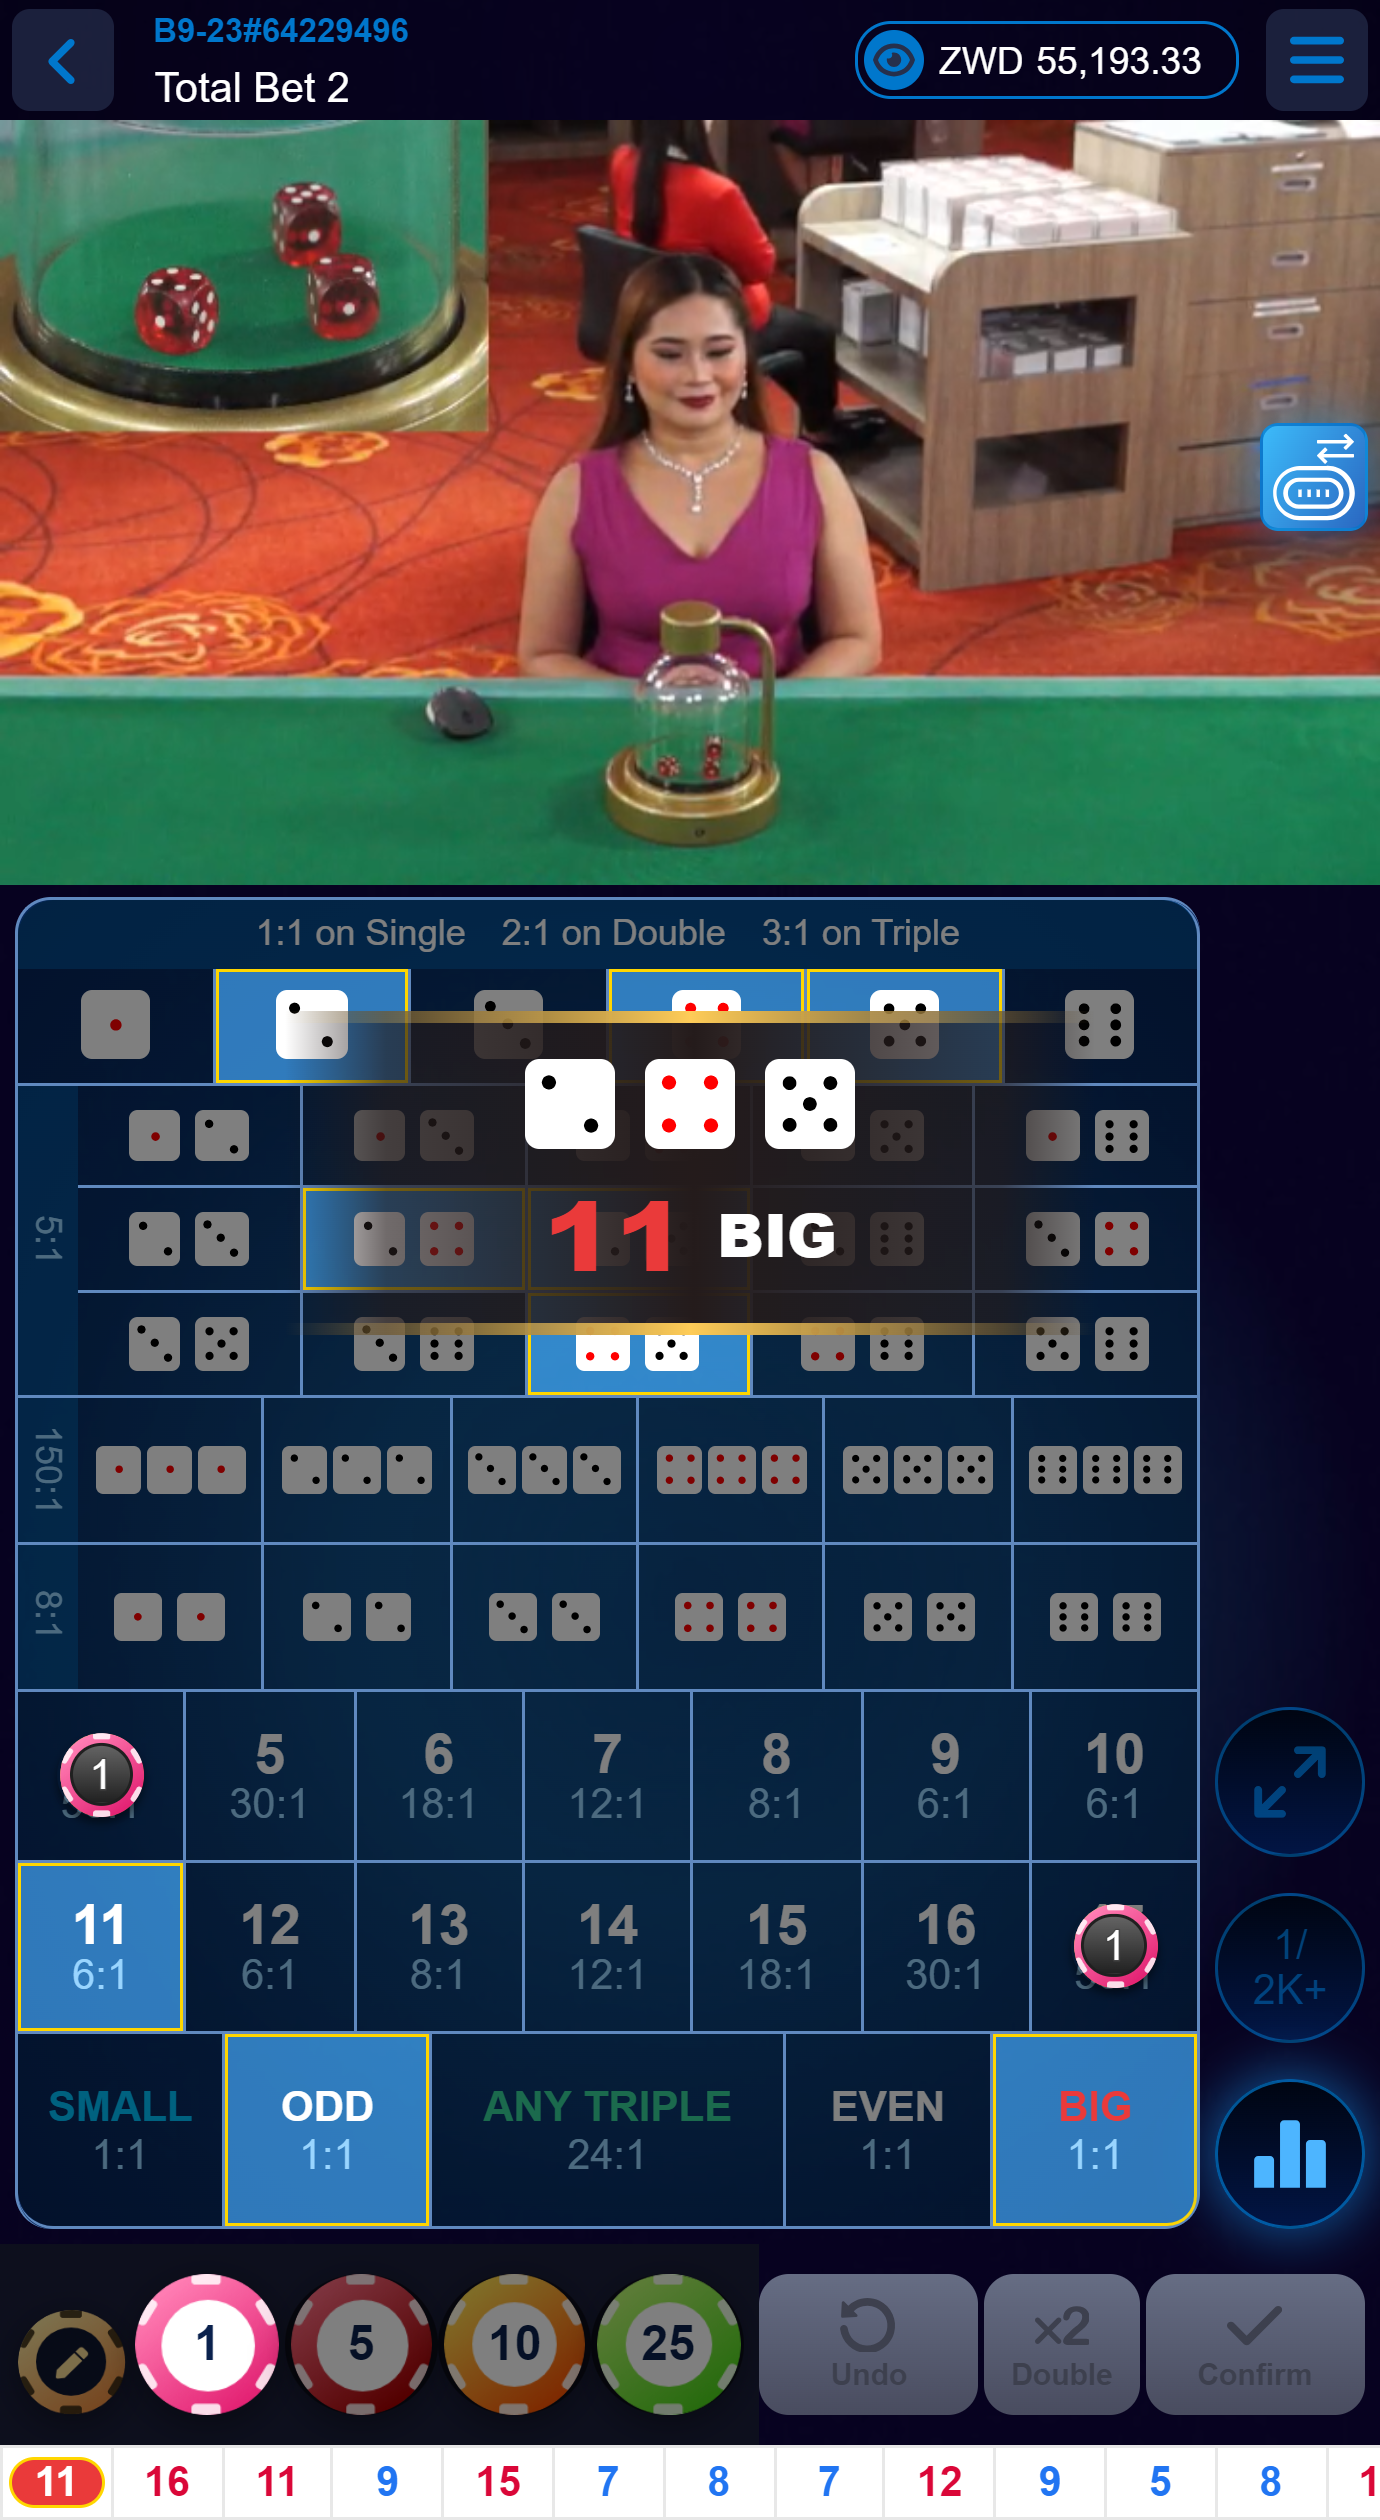 B9-23#64229496
Total Bet 2
ZWD 55,193.33
1:1 on Single 2:1 on Double 3:1 on Triple
11 BIG
5:1
150:1
8:1
1
5 6 7 8 9 10
30:1 18:1 12:1 8:1 6:1 6:1
11 12 13 14 15 16
6:1 6:1 8:1 12:1 18:1 30:1
1
1/
2K+
SMALL ODD ANY TRIPLE EVEN BIG
1:1 1:1 24:1 1:1 1:1
1 5 10 25
x2
Undo Double Confirm
11 16 11 9 15 7 8 7 12 9 5 8